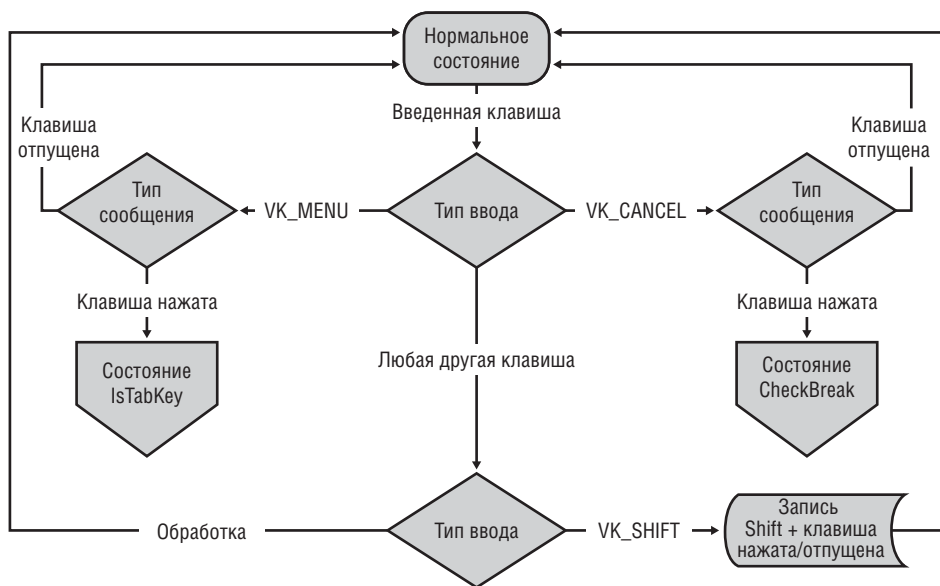 Нормальное
состояние
Введенная клавиша
Клавиша
отпущена
Клавиша
отпущена
Тип
сообщения
VK_MENU
Тип ввода
VK_CANCEL
Тип
сообщения
Клавиша нажата
Клавиша нажата
Состояние
IsTabKey
Любая другая клавиша
Состояние
CheckBreak
Обработка
Тип ввода
VK_SHIFT
Запись
Shift + клавиша
нажата/отпущена